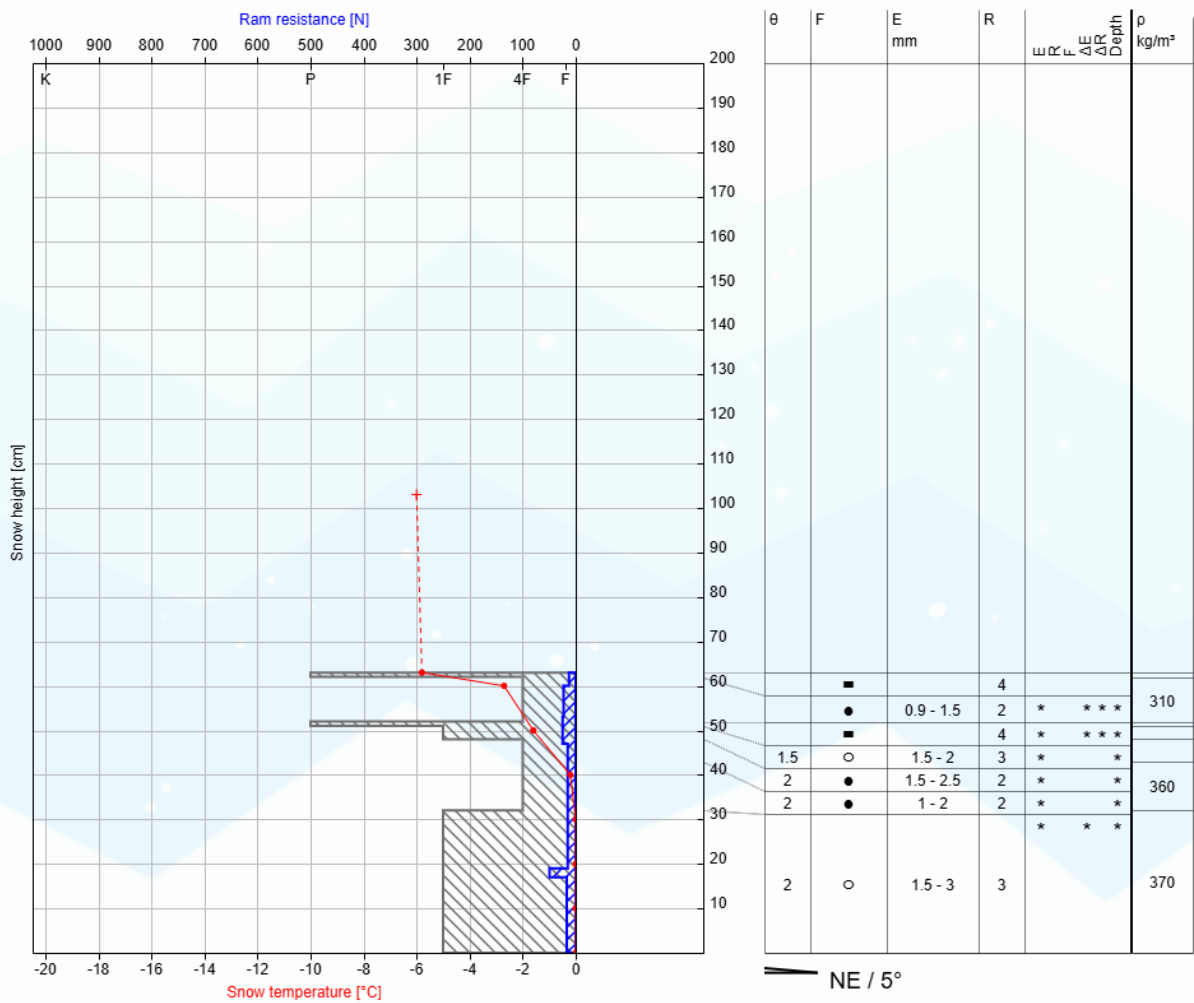 Ram resistance [N]
1000 900 800 700 600 500 400 300 200 100 0
K P 1F 4F F
200
190
180
170
160
150
140
130
120
110
100
90
80
70
60
50
40
30
20
10
Snow height [cm]
-20 -18 -16 -14 -12 -10 -8 -6 -4 -2 0
Snow temperature [°C]
θ F E R E R F ΔE ΔR Depth ρ
mm kg/m³
4
310
0.9 - 1.5 2 * * * *
4 * * * *
1.5 1.5 - 2 3 * *
2 1.5 - 2.5 2 * *
360
2 1 - 2 2 * *
* * *
2 1.5 - 3 3
370
NE / 5°